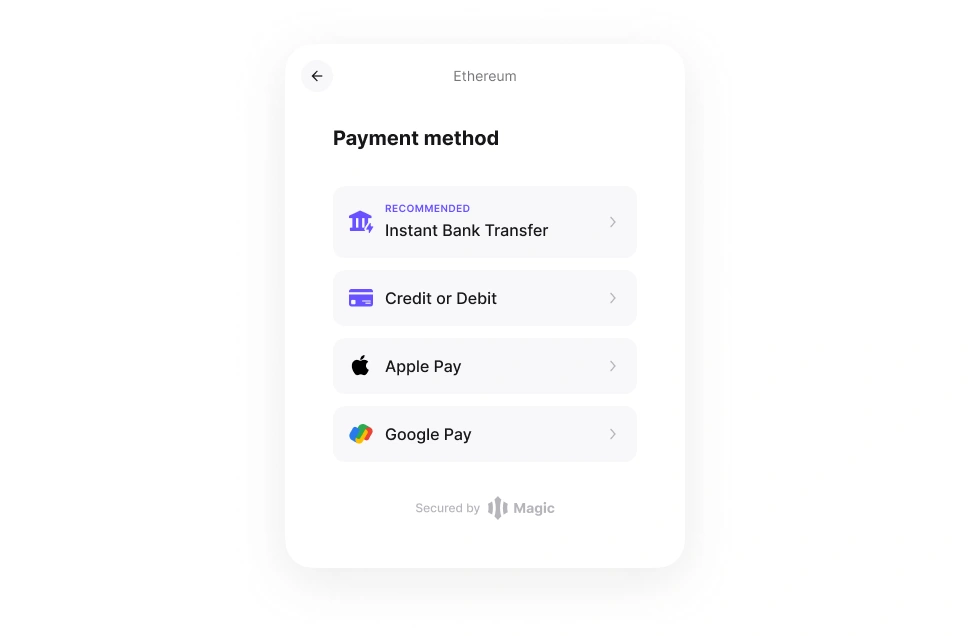 Ethereum
Payment method
RECOMMENDED
Instant Bank Transfer
Credit or Debit
Apple Pay
Google Pay
Secured by Magic